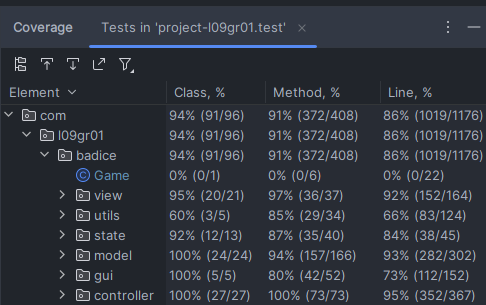 Coverage Tests in 'project-l09gr01.test' ×
Element Class, % Method, % Line, %
com 94% (91/96) 91% (372/408) 86% (1019/1176)
l09gr01 94% (91/96) 91% (372/408) 86% (1019/1176)
badice 94% (91/96) 91% (372/408) 86% (1019/1176)
Game 0% (0/1) 0% (0/6) 0% (0/22)
view 95% (20/21) 97% (36/37) 92% (152/164)
utils 60% (3/5) 85% (29/34) 66% (83/124)
state 92% (12/13) 87% (35/40) 84% (38/45)
model 100% (24/24) 94% (157/166) 93% (282/302)
gui 100% (5/5) 80% (42/52) 73% (112/152)
controller 100% (27/27) 100% (73/73) 95% (352/367)